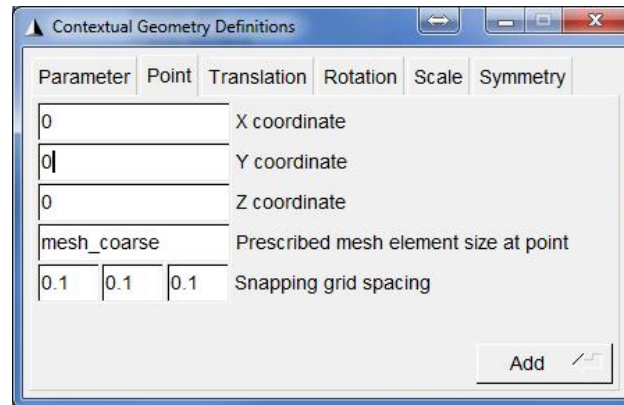 Contextual Geometry Definitions
Parameter Point Translation Rotation Scale Symmetry
0 X coordinate
0 Y coordinate
0 Z coordinate
mesh_coarse Prescribed mesh element size at point
0.1 0.1 0.1 Snapping grid spacing
Add